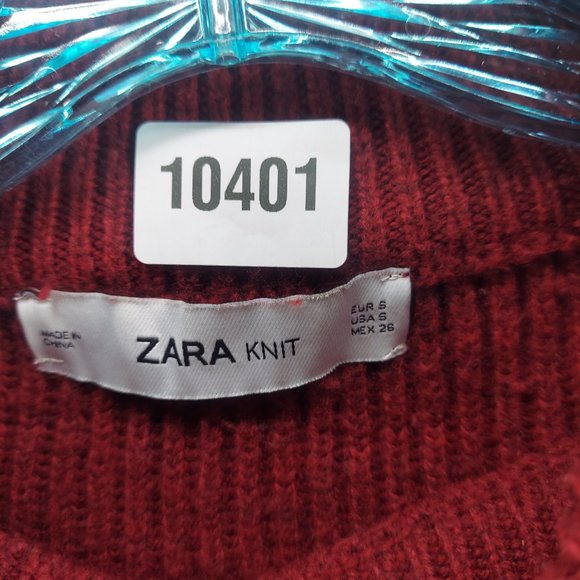 10401
MADE IN
CHINA
ZARA KNIT
EUR S
USA S
MEX 26